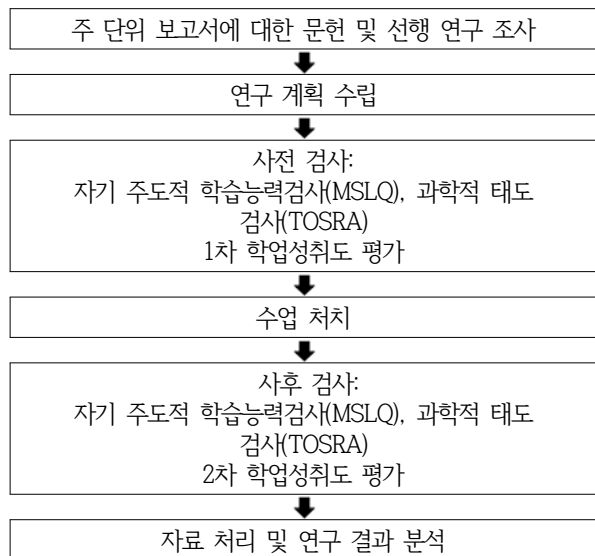 주 단위 보고서에 대한 문헌 및 선행 연구 조사
연구 계획 수립
사전 검사:
자기 주도적 학습능력검사(MSLQ), 과학적 태도
검사(TOSRA)
1차 학업성취도 평가
수업 처치
사후 검사:
자기 주도적 학습능력검사(MSLQ), 과학적 태도
검사(TOSRA)
2차 학업성취도 평가
자료 처리 및 연구 결과 분석